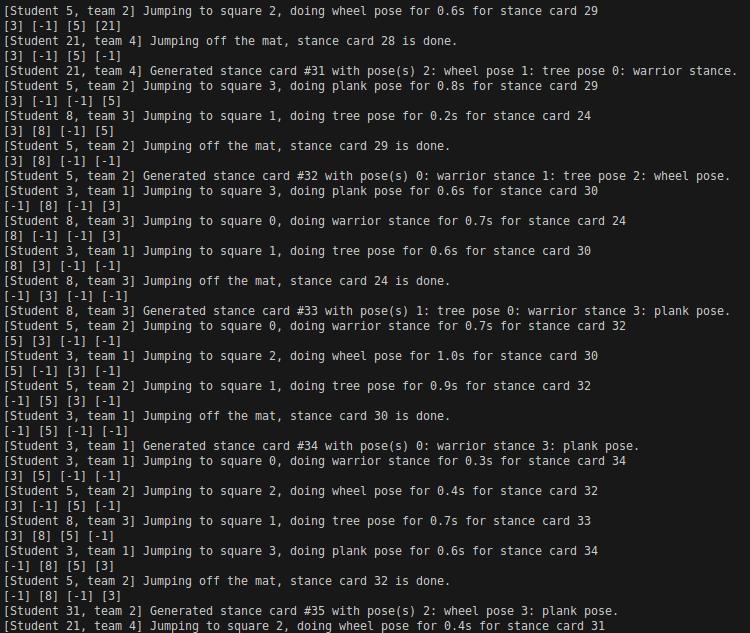 [Student 5, team 2] Jumping to square 2, doing wheel pose for 0.6s for stance card 29
[3] [-1] [5] [21]
[Student 21, team 4] Jumping off the mat, stance card 28 is done.
[3] [-1] [5] [-1]
[Student 21, team 4] Generated stance card #31 with pose(s) 2: wheel pose 1: tree pose 0: warrior stance.
[Student 5, team 2] Jumping to square 3, doing plank pose for 0.8s for stance card 29
[3] [-1] [-1] [5]
[Student 8, team 3] Jumping to square 1, doing tree pose for 0.2s for stance card 24
[3] [8] [-1] [5]
[Student 5, team 2] Jumping off the mat, stance card 29 is done.
[3] [8] [-1] [-1]
[Student 5, team 2] Generated stance card #32 with pose(s) 0: warrior stance 1: tree pose 2: wheel pose.
[Student 3, team 1] Jumping to square 3, doing plank pose for 0.6s for stance card 30
[-1] [8] [-1] [3]
[Student 8, team 3] Jumping to square 0, doing warrior stance for 0.7s for stance card 24
[8] [-1] [-1] [3]
[Student 3, team 1] Jumping to square 1, doing tree pose for 0.6s for stance card 30
[8] [3] [-1] [-1]
[Student 8, team 3] Jumping off the mat, stance card 24 is done.
[-1] [3] [-1] [-1]
[Student 8, team 3] Generated stance card #33 with pose(s) 1: tree pose 0: warrior stance 3: plank pose.
[Student 5, team 2] Jumping to square 0, doing warrior stance for 0.7s for stance card 32
[5] [3] [-1] [-1]
[Student 3, team 1] Jumping to square 2, doing wheel pose for 1.0s for stance card 30
[5] [-1] [3] [-1]
[Student 5, team 2] Jumping to square 1, doing tree pose for 0.9s for stance card 32
[-1] [5] [3] [-1]
[Student 3, team 1] Jumping off the mat, stance card 30 is done.
[-1] [5] [-1] [-1]
[Student 3, team 1] Generated stance card #34 with pose(s) 0: warrior stance 3: plank pose.
[Student 3, team 1] Jumping to square 0, doing warrior stance for 0.3s for stance card 34
[3] [5] [-1] [-1]
[Student 5, team 2] Jumping to square 2, doing wheel pose for 0.4s for stance card 32
[3] [-1] [5] [-1]
[Student 8, team 3] Jumping to square 1, doing tree pose for 0.7s for stance card 33
[3] [8] [5] [-1]
[Student 3, team 1] Jumping to square 3, doing plank pose for 0.6s for stance card 34
[-1] [8] [5] [3]
[Student 5, team 2] Jumping off the mat, stance card 32 is done.
[-1] [8] [-1] [3]
[Student 31, team 2] Generated stance card #35 with pose(s) 2: wheel pose 3: plank pose.
[Student 21, team 4] Jumping to square 2, doing wheel pose for 0.4s for stance card 31